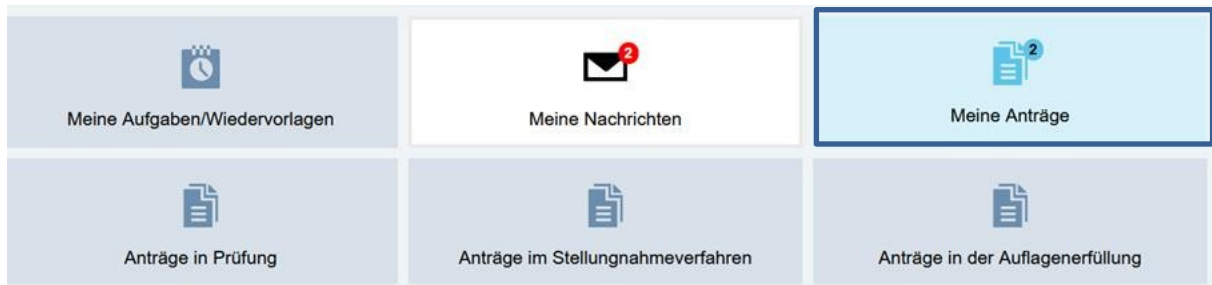 2
2
Meine Aufgaben/Wiedervorlagen
Meine Nachrichten
Meine Anträge
Anträge in Prüfung
Anträge im Stellungnahmeverfahren
Anträge in der Auflagenerfüllung